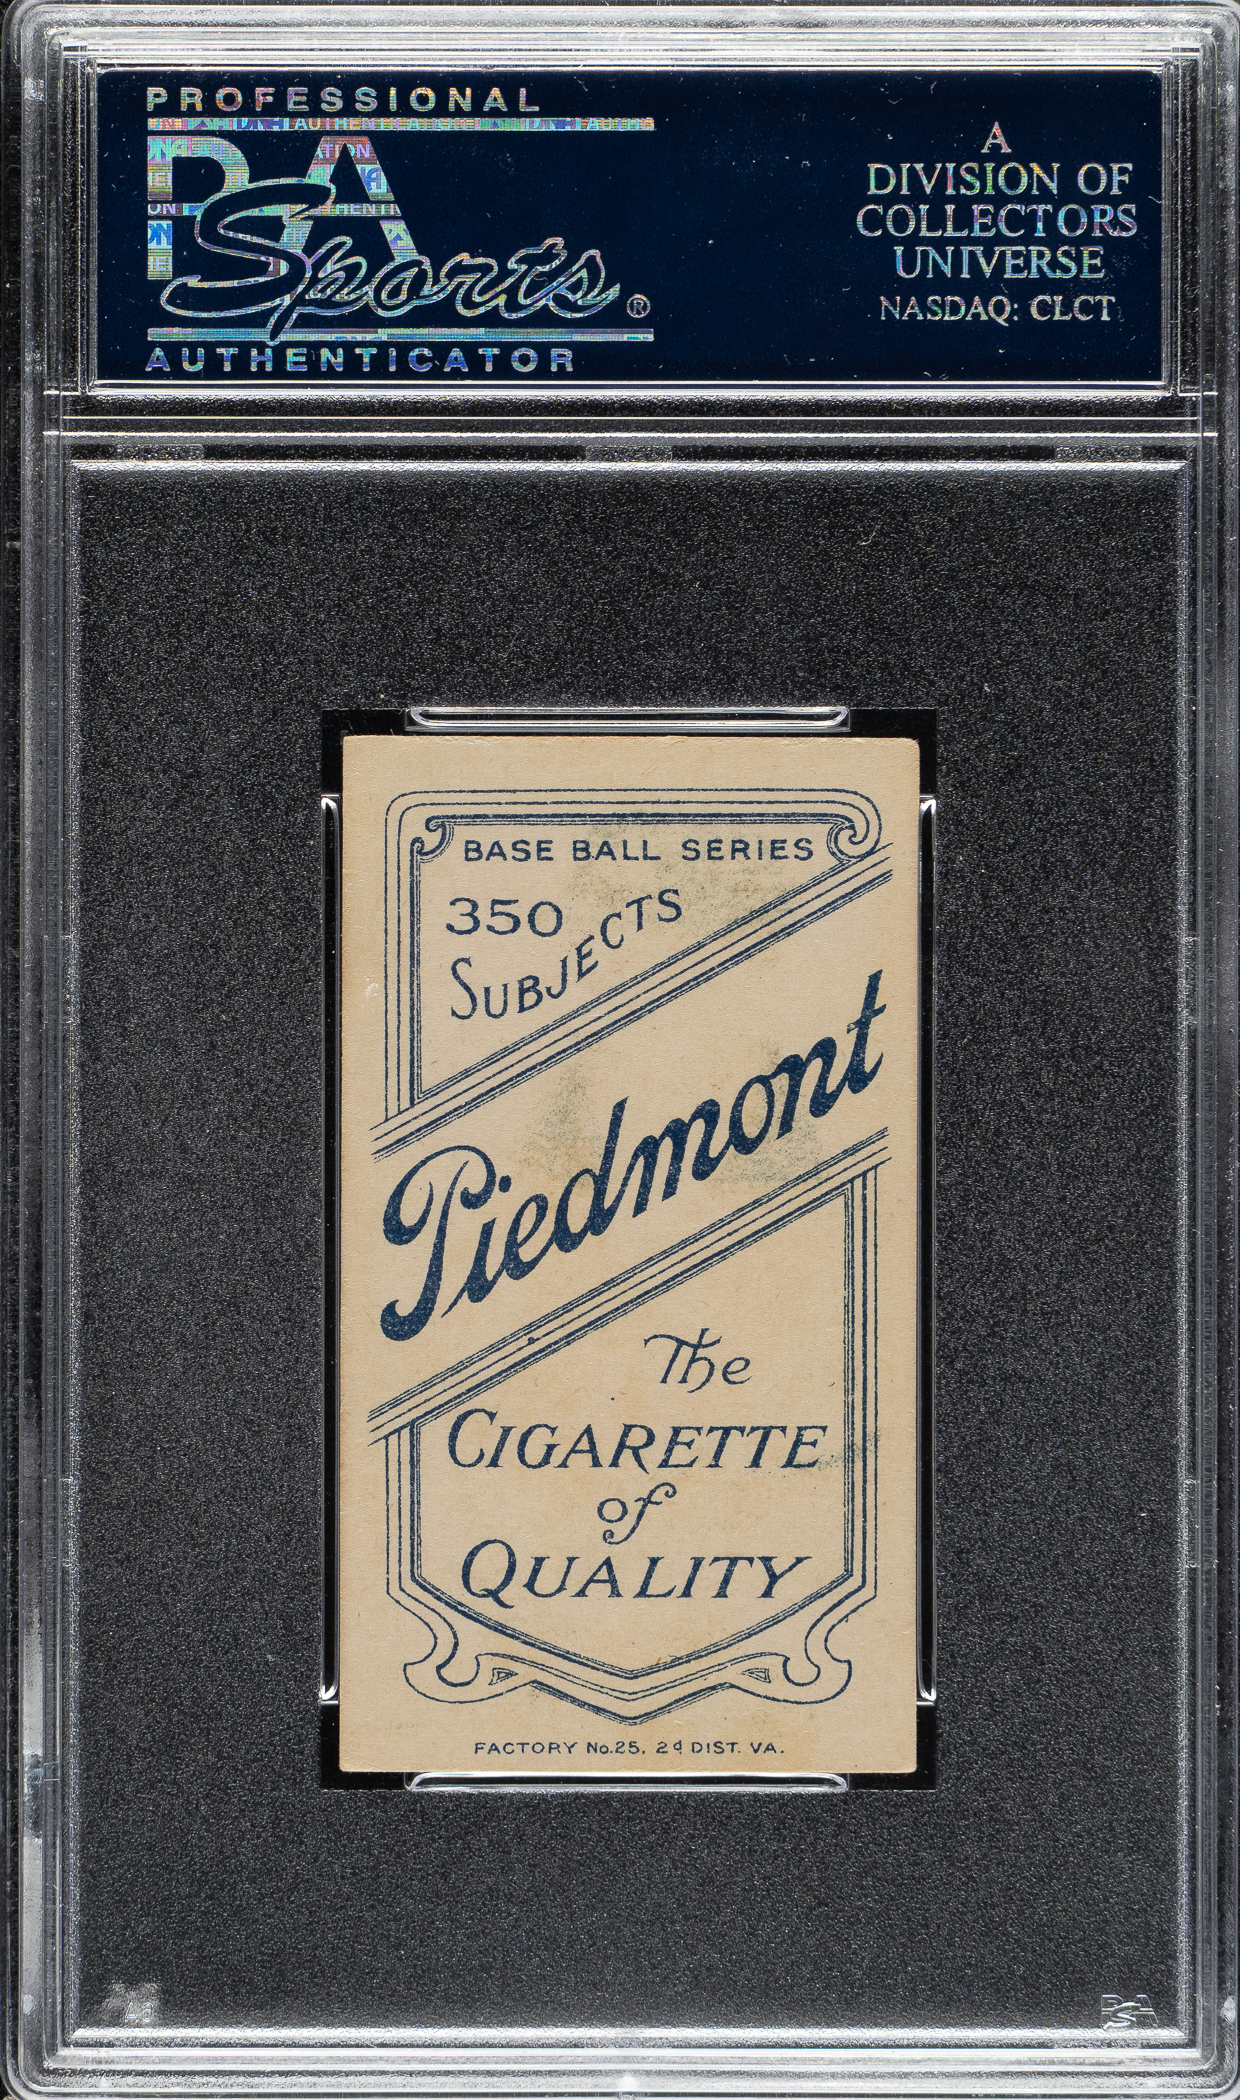 PROFESSIONAL
PSA
Sports®
AUTHENTICATOR
A
DIVISION OF
COLLECTORS
UNIVERSE
NASDAQ: CLCT
BASE BALL SERIES
350
SUBJECTS
Piedmont
The
CIGARETTE
of
QUALITY
FACTORY No.25, 2d DIST. VA.
PSA